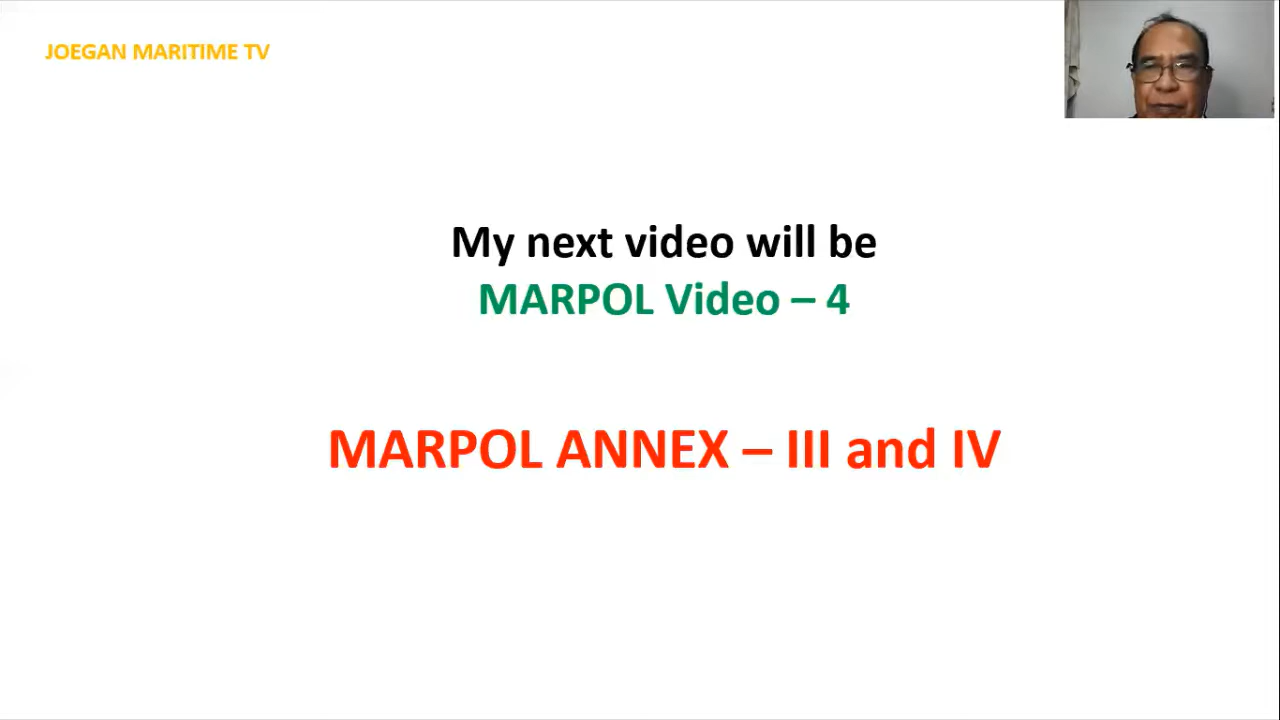 JOEGAN MARITIME TV
My next video will be
MARPOL Video – 4
MARPOL ANNEX – III and IV